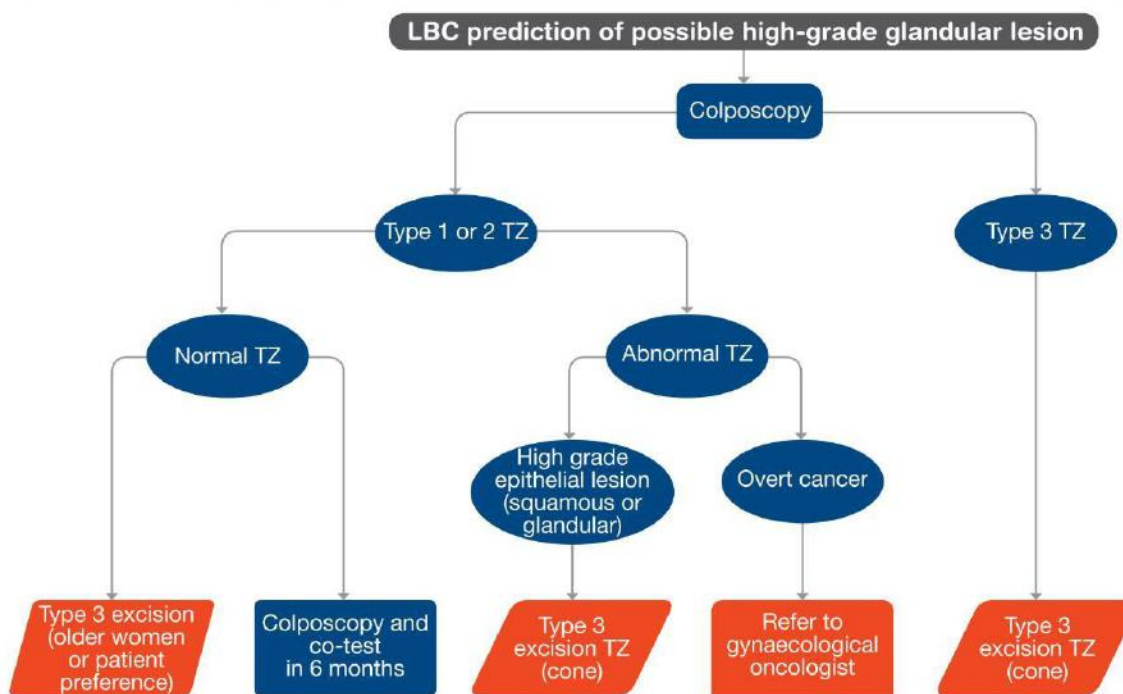 LBC prediction of possible high-grade glandular lesion
Colposcopy
Type 1 or 2 TZ
Type 3 TZ
Normal TZ
Abnormal TZ
High grade
epithelial lesion
(squamous or
glandular)
Overt cancer
Type 3 excision
(older women
or patient
preference)
Colposcopy and
co-test
in 6 months
Type 3
excision TZ
(cone)
Refer to
gynaecological
oncologist
Type 3
excision TZ
(cone)